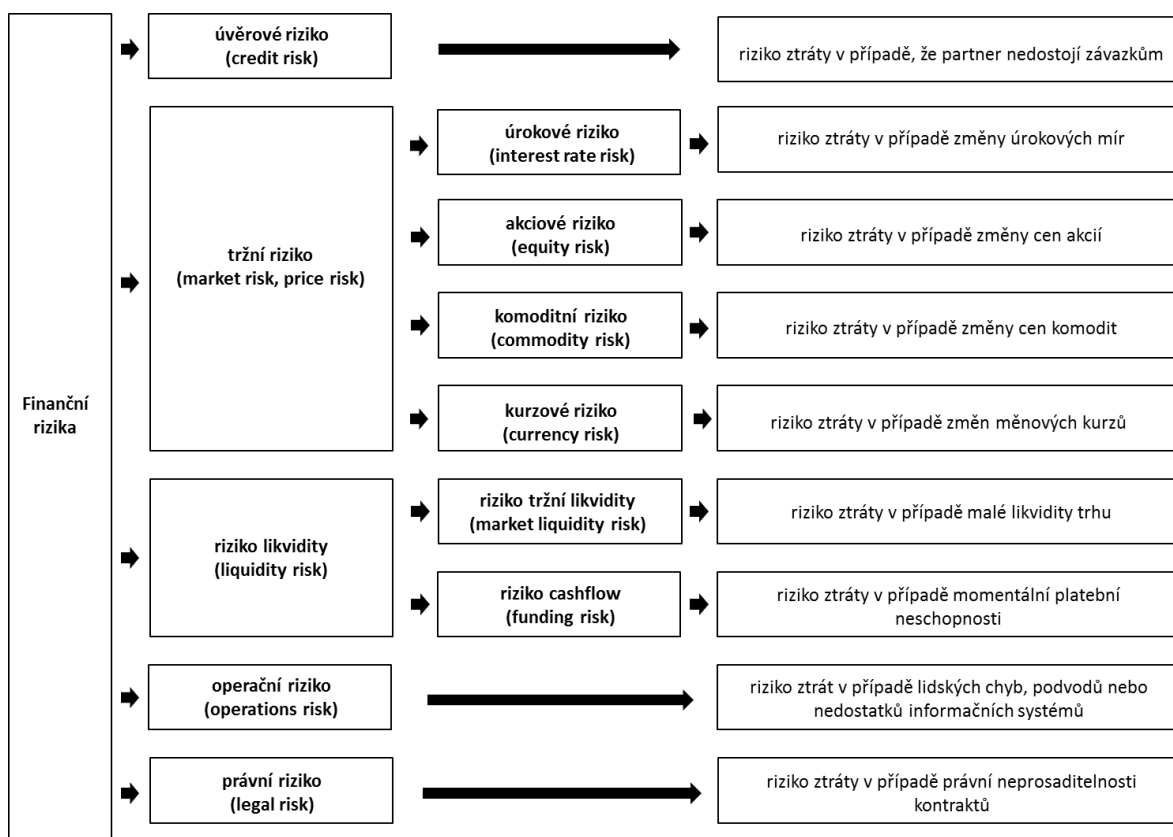 úvěrové riziko
(credit risk)
riziko ztráty v případě, že partner nedostojí závazkům
úrokové riziko
(interest rate risk)
riziko ztráty v případě změny úrokových mír
tržní riziko
(market risk, price risk)
akciové riziko
(equity risk)
riziko ztráty v případě změny cen akcií
komoditní riziko
(commodity risk)
riziko ztráty v případě změny cen komodit
Finanční
rizika
kurzové riziko
(currency risk)
riziko ztráty v případě změn měnových kurzů
riziko likvidity
(liquidity risk)
riziko tržní likvidity
(market liquidity risk)
riziko ztráty v případě malé likvidity trhu
riziko cashflow
(funding risk)
riziko ztráty v případě momentální platební
neschopnosti
operační riziko
(operations risk)
riziko ztrát v případě lidských chyb, podvodů nebo
nedostatků informačních systémů
právní riziko
(legal risk)
riziko ztráty v případě právní neprosaditelnosti
kontraktů